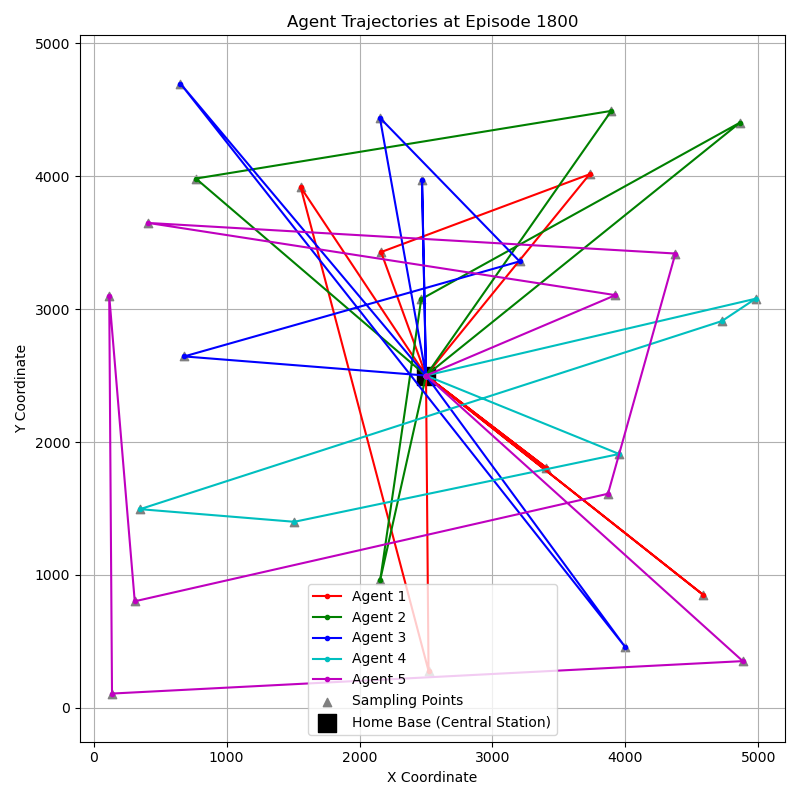 Agent Trajectories at Episode 1800
5000
4000
3000
2000
1000
0
Y Coordinate
Agent 1
Agent 2
Agent 3
Agent 4
Agent 5
Sampling Points
Home Base (Central Station)
0 1000 2000 3000 4000 5000
X Coordinate